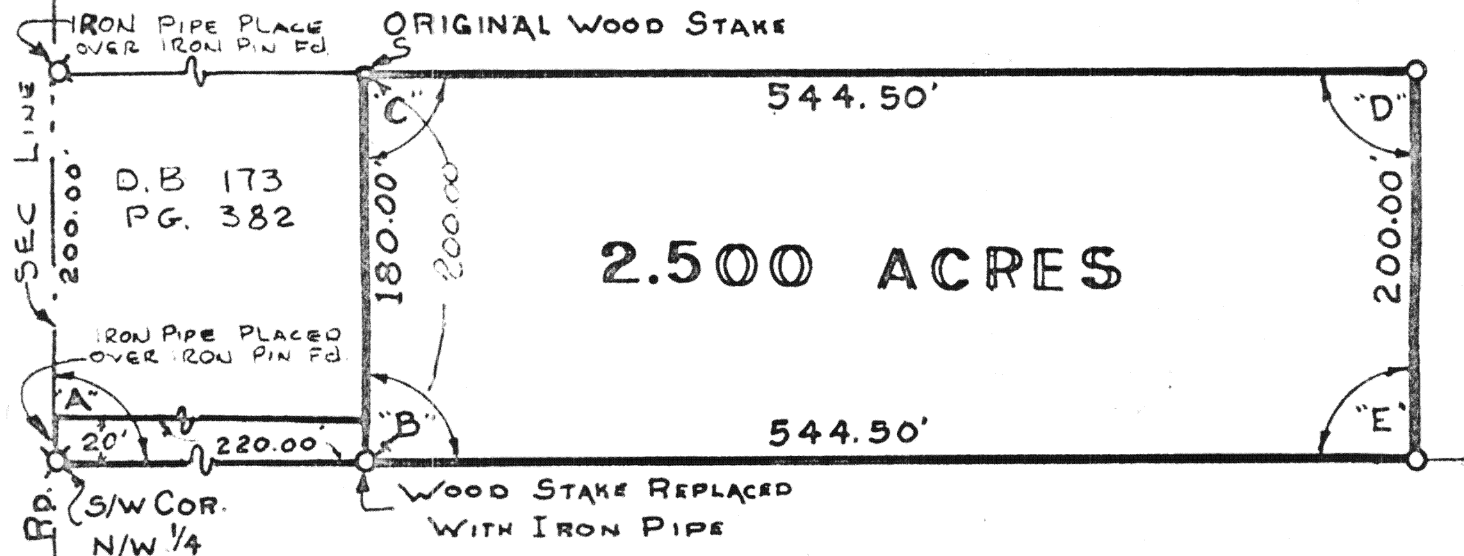 IRON PIPE PLACE
OVER IRON PIN Fd.
ORIGINAL WOOD STAKE
S
"C"
544.50'
"D"
SEC LINE
200.00'
D.B 173
PG. 382
180.00'
200.00
2.500 ACRES
200.00'
IRON PIPE PLACED
OVER IRON PIN Fd.
"A"
20'
220.00'
"B"
544.50'
"E"
RD.
S/W COR.
N/W 1/4
WOOD STAKE REPLACED
WITH IRON PIPE